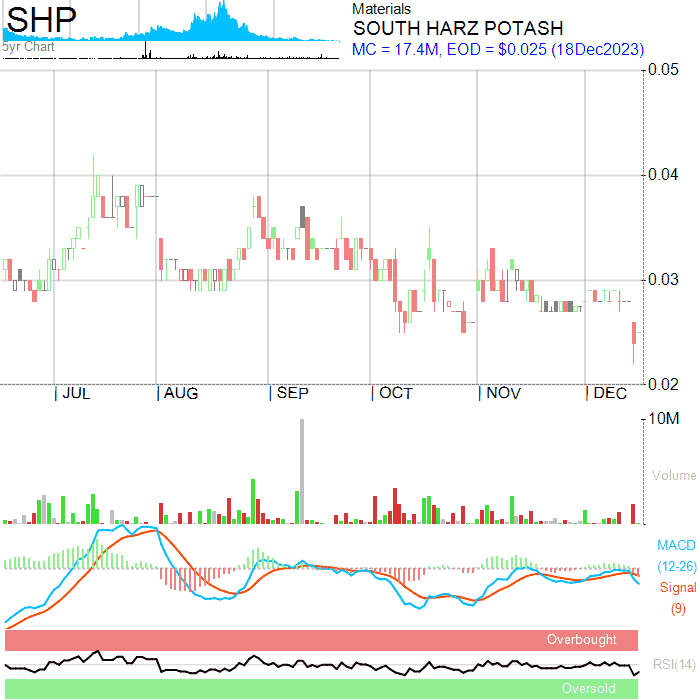 SHP
5yr Chart
Materials
SOUTH HARZ POTASH
MC = 17.4M, EOD = $0.025 (18Dec2023)
0.05
0.04
0.03
0.02
JUL AUG SEP OCT NOV DEC
10M
Volume
MACD
(12-26)
Signal
(9)
Overbought
RSI(14)
Oversold